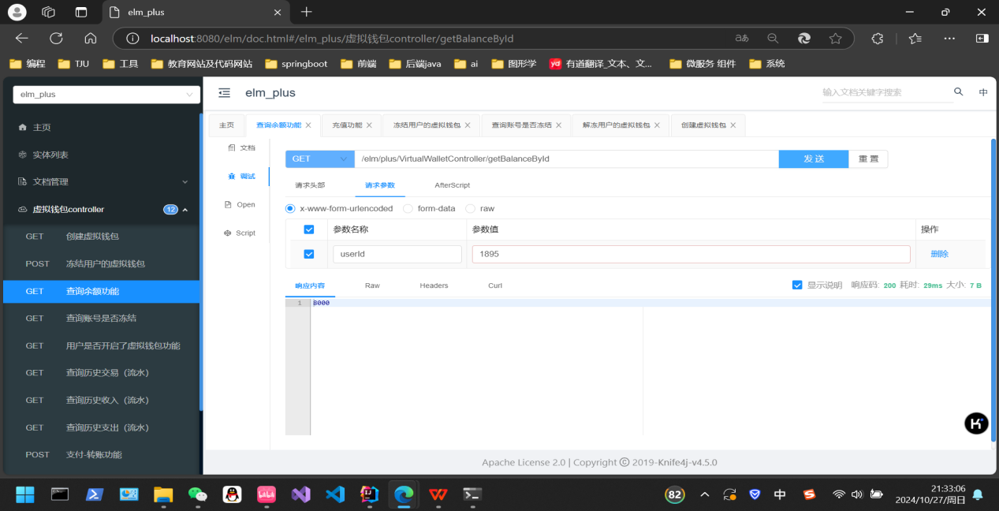 elm_plus
localhost:8080/elm/doc.html#/elm_plus/虚拟钱包controller/getBalanceById
编程 TJU 工具 教育网站及代码网站 springboot 前端 后端java ai 图形学 有道翻译_文本、文... 微服务 组件 系统
elm_plus
elm_plus
输入文档关键字搜索 中
主页
实体列表
文档管理
虚拟钱包controller 12
GET 创建虚拟钱包
POST 冻结用户的虚拟钱包
GET 查询余额功能
GET 查询账号是否冻结
GET 用户是否开启了虚拟钱包功能
GET 查询历史交易（流水）
GET 查询历史收入（流水）
GET 查询历史支出（流水）
POST 支付-转账功能
主页 查询余额功能 充值功能 冻结用户的虚拟钱包 查询账号是否冻结 解冻用户的虚拟钱包 创建虚拟钱包
文档
调试
Open
Script
GET /elm/plus/VirtualWalletController/getBalanceById 发 送 重 置
请求头部 请求参数 AfterScript
x-www-form-urlencoded form-data raw
参数名称 参数值 操作
userId 1895 删除
响应内容 Raw Headers Curl 显示说明 响应码: 200 耗时: 29ms 大小: 7 B
1 8000
Apache License 2.0 | Copyright © 2019-Knife4j-v4.5.0
82 中 21:33:06
2024/10/27/周日